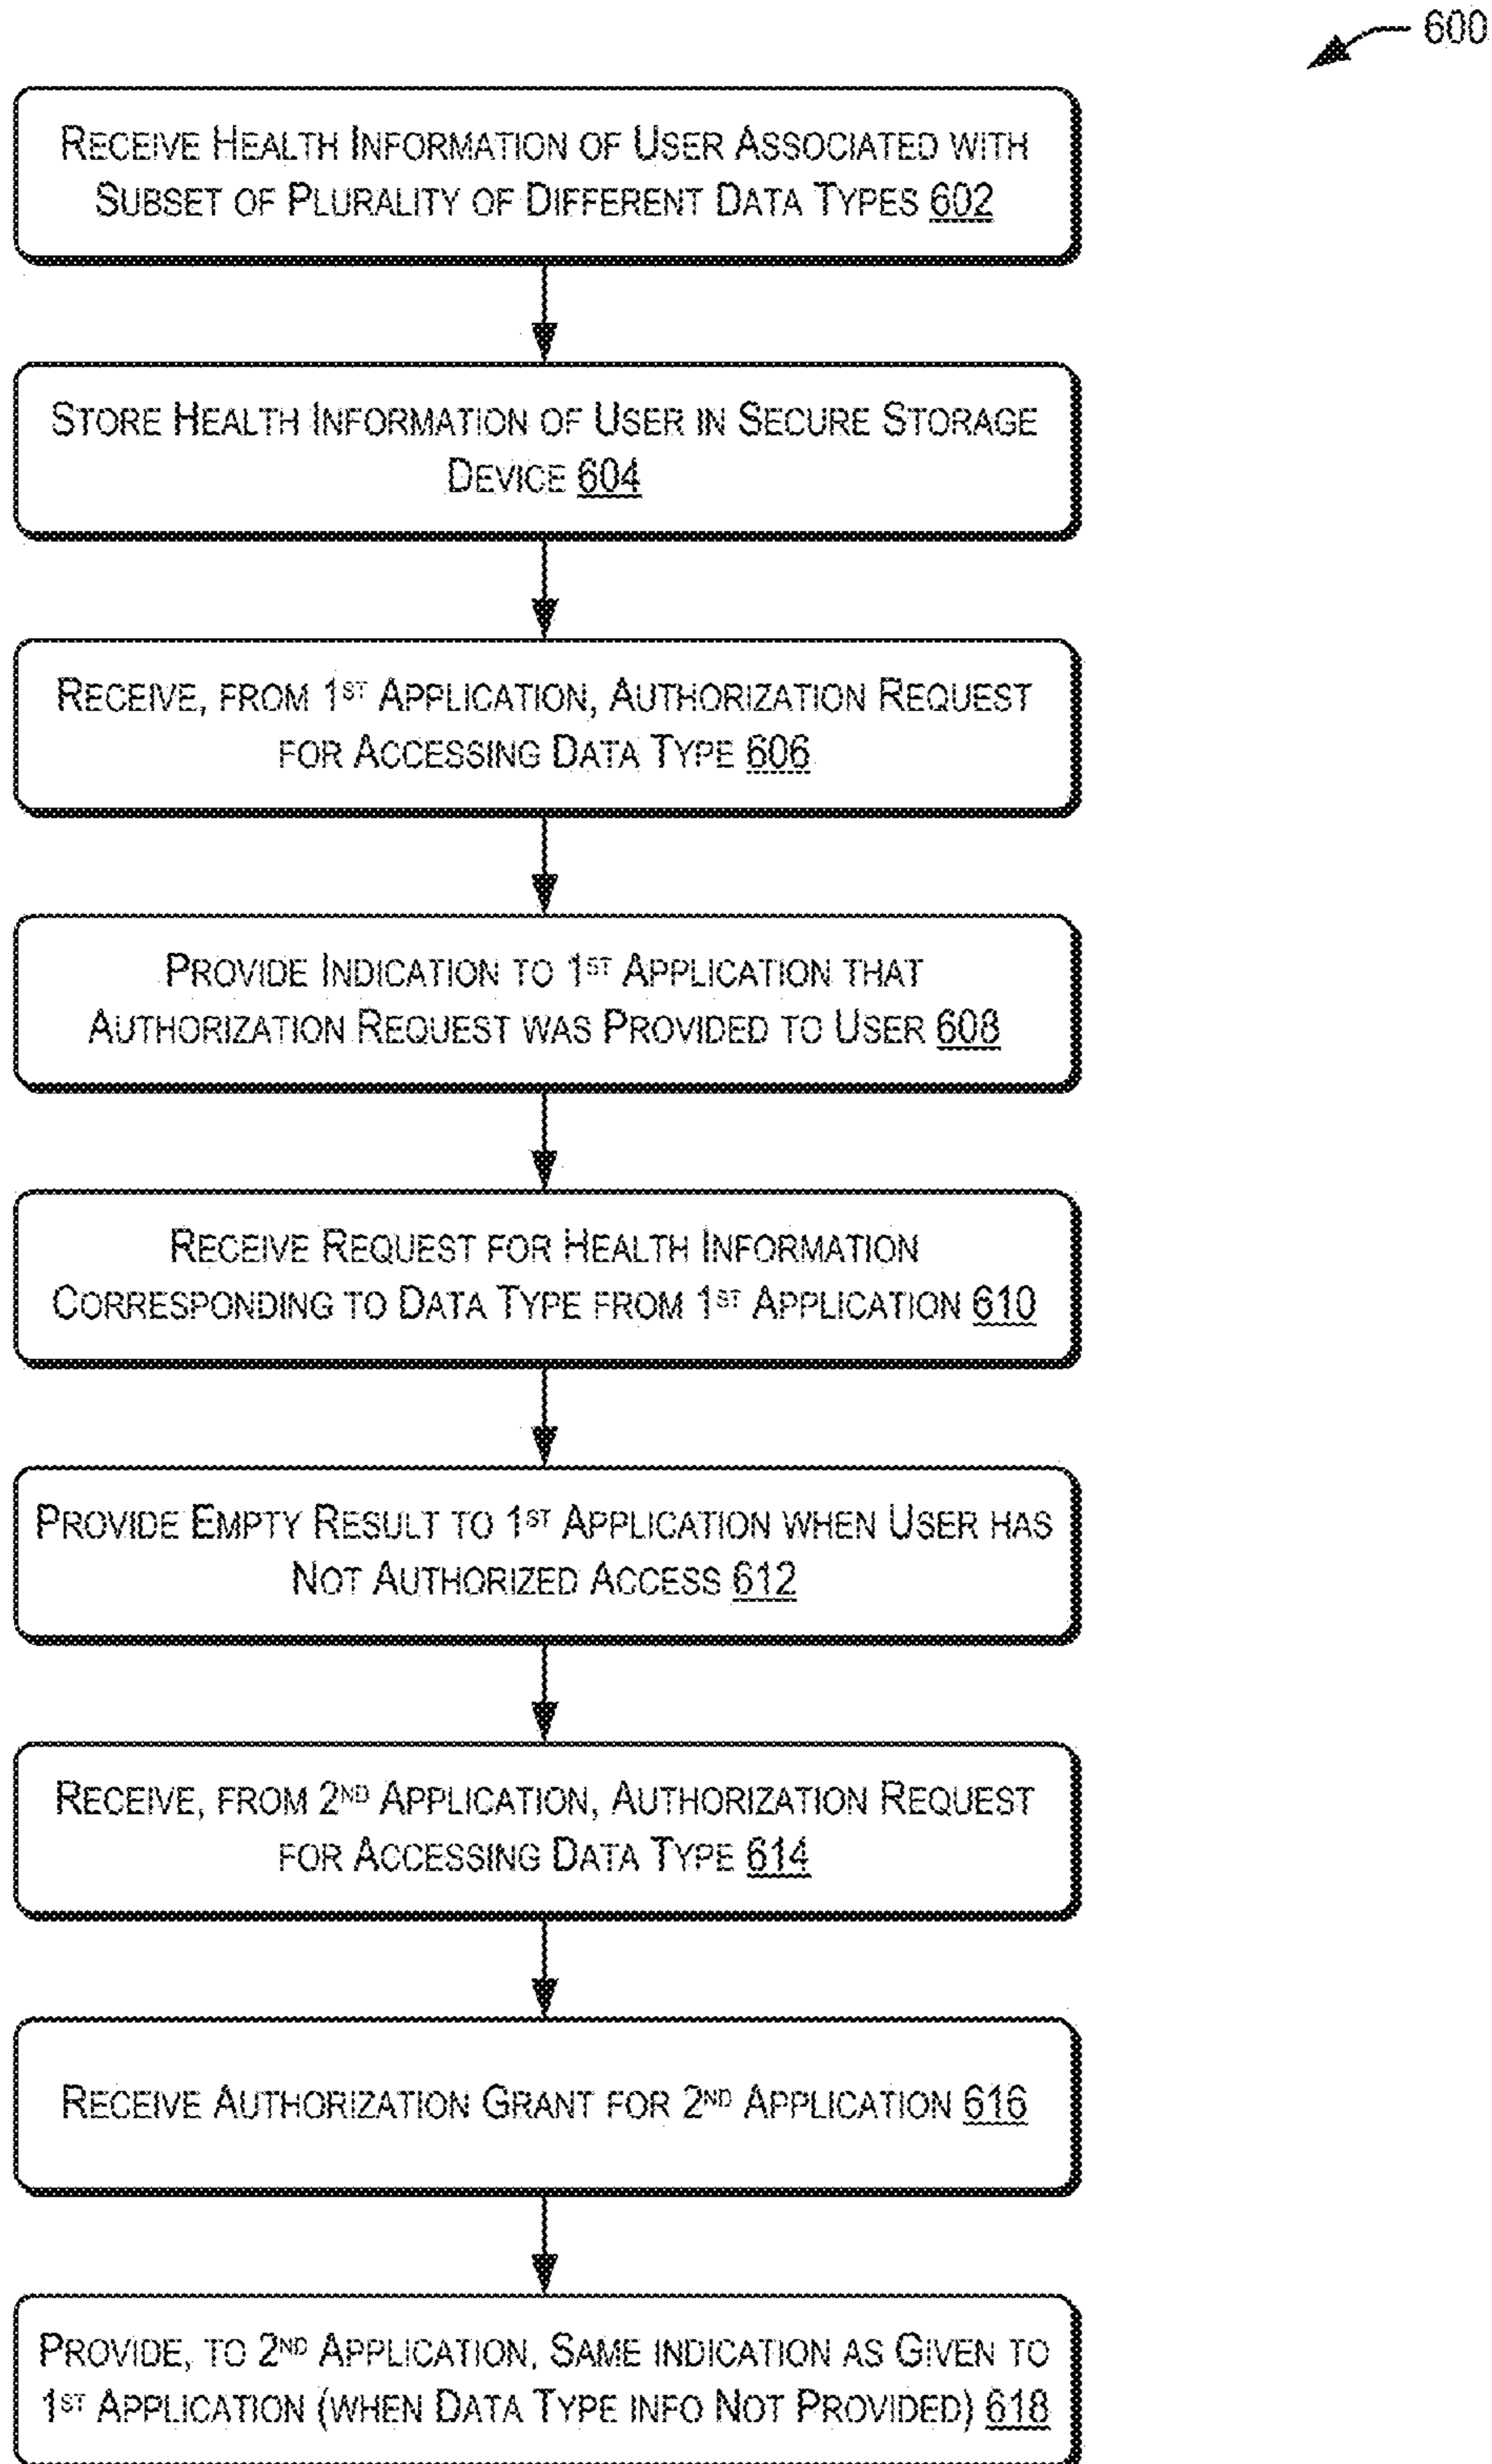 600
RECEIVE HEALTH INFORMATION OF USER ASSOCIATED WITH
SUBSET OF PLURALITY OF DIFFERENT DATA TYPES 602
STORE HEALTH INFORMATION OF USER IN SECURE STORAGE
DEVICE 604
RECEIVE, FROM 1ST APPLICATION, AUTHORIZATION REQUEST
FOR ACCESSING DATA TYPE 606
PROVIDE INDICATION TO 1ST APPLICATION THAT
AUTHORIZATION REQUEST WAS PROVIDED TO USER 608
RECEIVE REQUEST FOR HEALTH INFORMATION
CORRESPONDING TO DATA TYPE FROM 1ST APPLICATION 610
PROVIDE EMPTY RESULT TO 1ST APPLICATION WHEN USER HAS
NOT AUTHORIZED ACCESS 612
RECEIVE, FROM 2ND APPLICATION, AUTHORIZATION REQUEST
FOR ACCESSING DATA TYPE 614
RECEIVE AUTHORIZATION GRANT FOR 2ND APPLICATION 616
PROVIDE, TO 2ND APPLICATION, SAME INDICATION AS GIVEN TO
1ST APPLICATION (WHEN DATA TYPE INFO NOT PROVIDED) 618